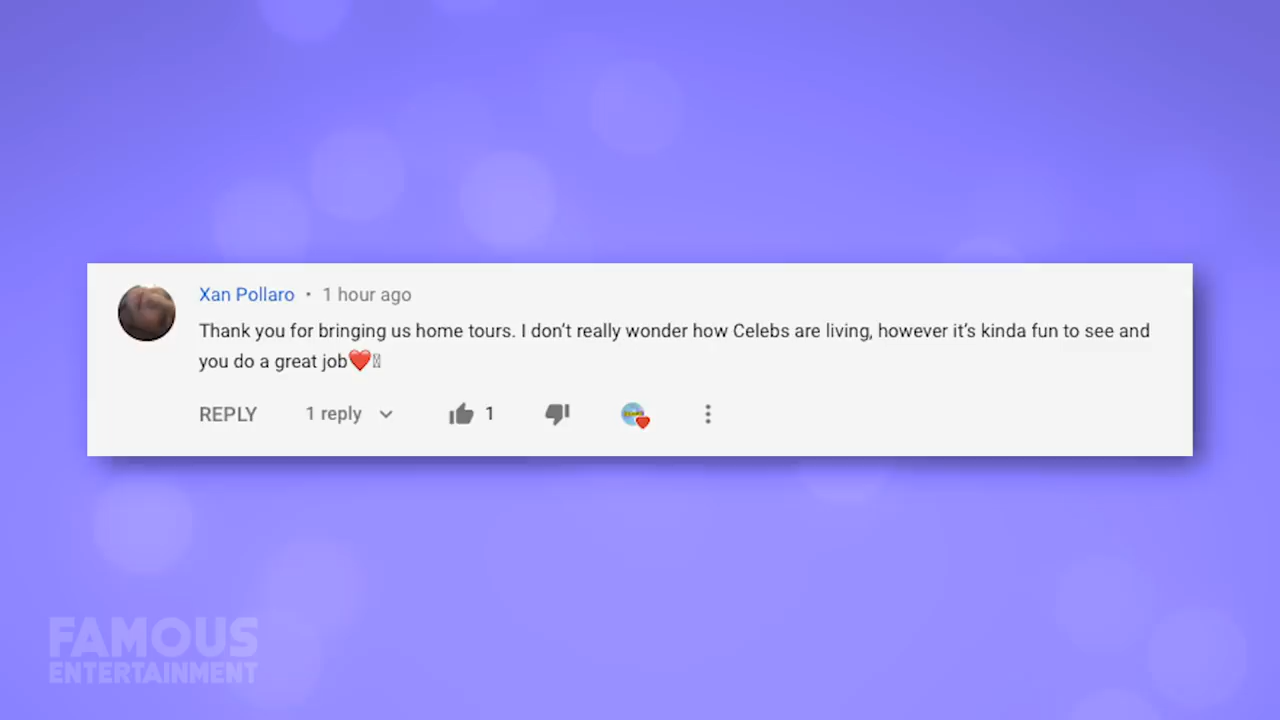 Xan Pollaro • 1 hour ago
Thank you for bringing us home tours. I don’t really wonder how Celebs are living, however it’s kinda fun to see and
you do a great job❤️
REPLY 1 reply 1
FAMOUS
ENTERTAINMENT